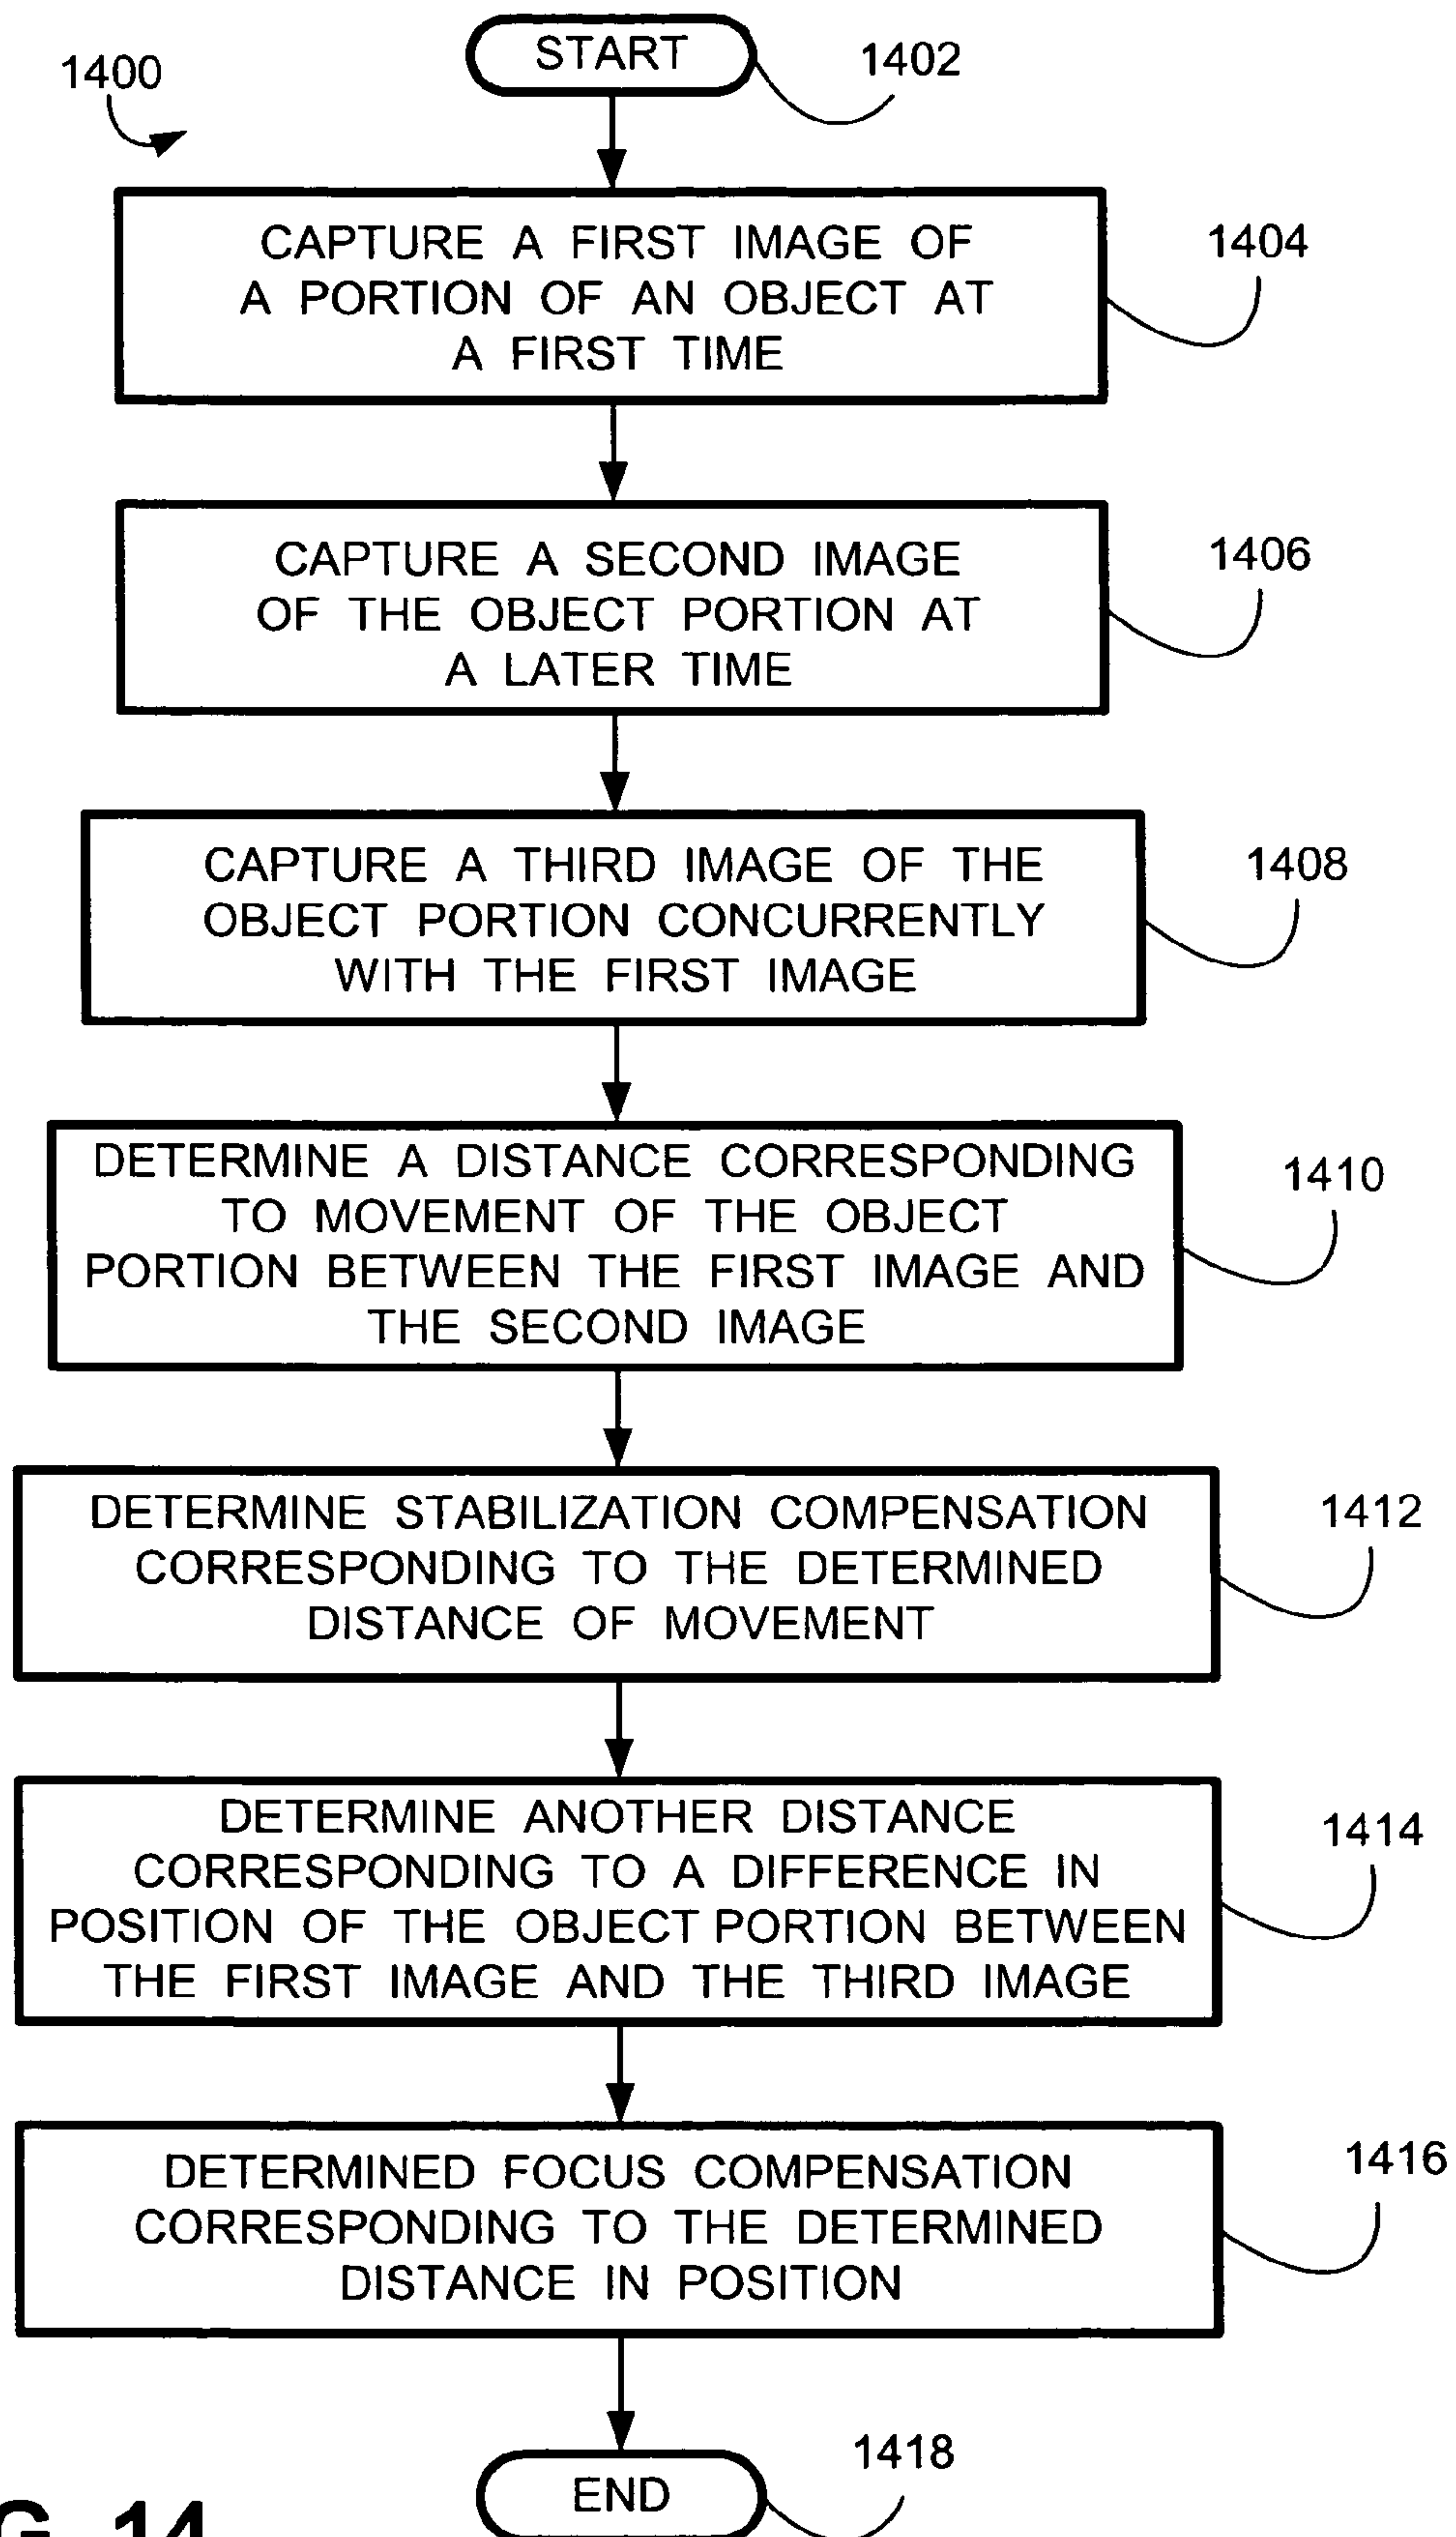 START
1402
1400
CAPTURE A FIRST IMAGE OF
A PORTION OF AN OBJECT AT
A FIRST TIME
1404
CAPTURE A SECOND IMAGE
OF THE OBJECT PORTION AT
A LATER TIME
1406
CAPTURE A THIRD IMAGE OF THE
OBJECT PORTION CONCURRENTLY
WITH THE FIRST IMAGE
1408
DETERMINE A DISTANCE CORRESPONDING
TO MOVEMENT OF THE OBJECT
PORTION BETWEEN THE FIRST IMAGE AND
THE SECOND IMAGE
1410
DETERMINE STABILIZATION COMPENSATION
CORRESPONDING TO THE DETERMINED
DISTANCE OF MOVEMENT
1412
DETERMINE ANOTHER DISTANCE
CORRESPONDING TO A DIFFERENCE IN
POSITION OF THE OBJECT PORTION BETWEEN
THE FIRST IMAGE AND THE THIRD IMAGE
1414
DETERMINED FOCUS COMPENSATION
CORRESPONDING TO THE DETERMINED
DISTANCE IN POSITION
1416
END
1418
G. 14